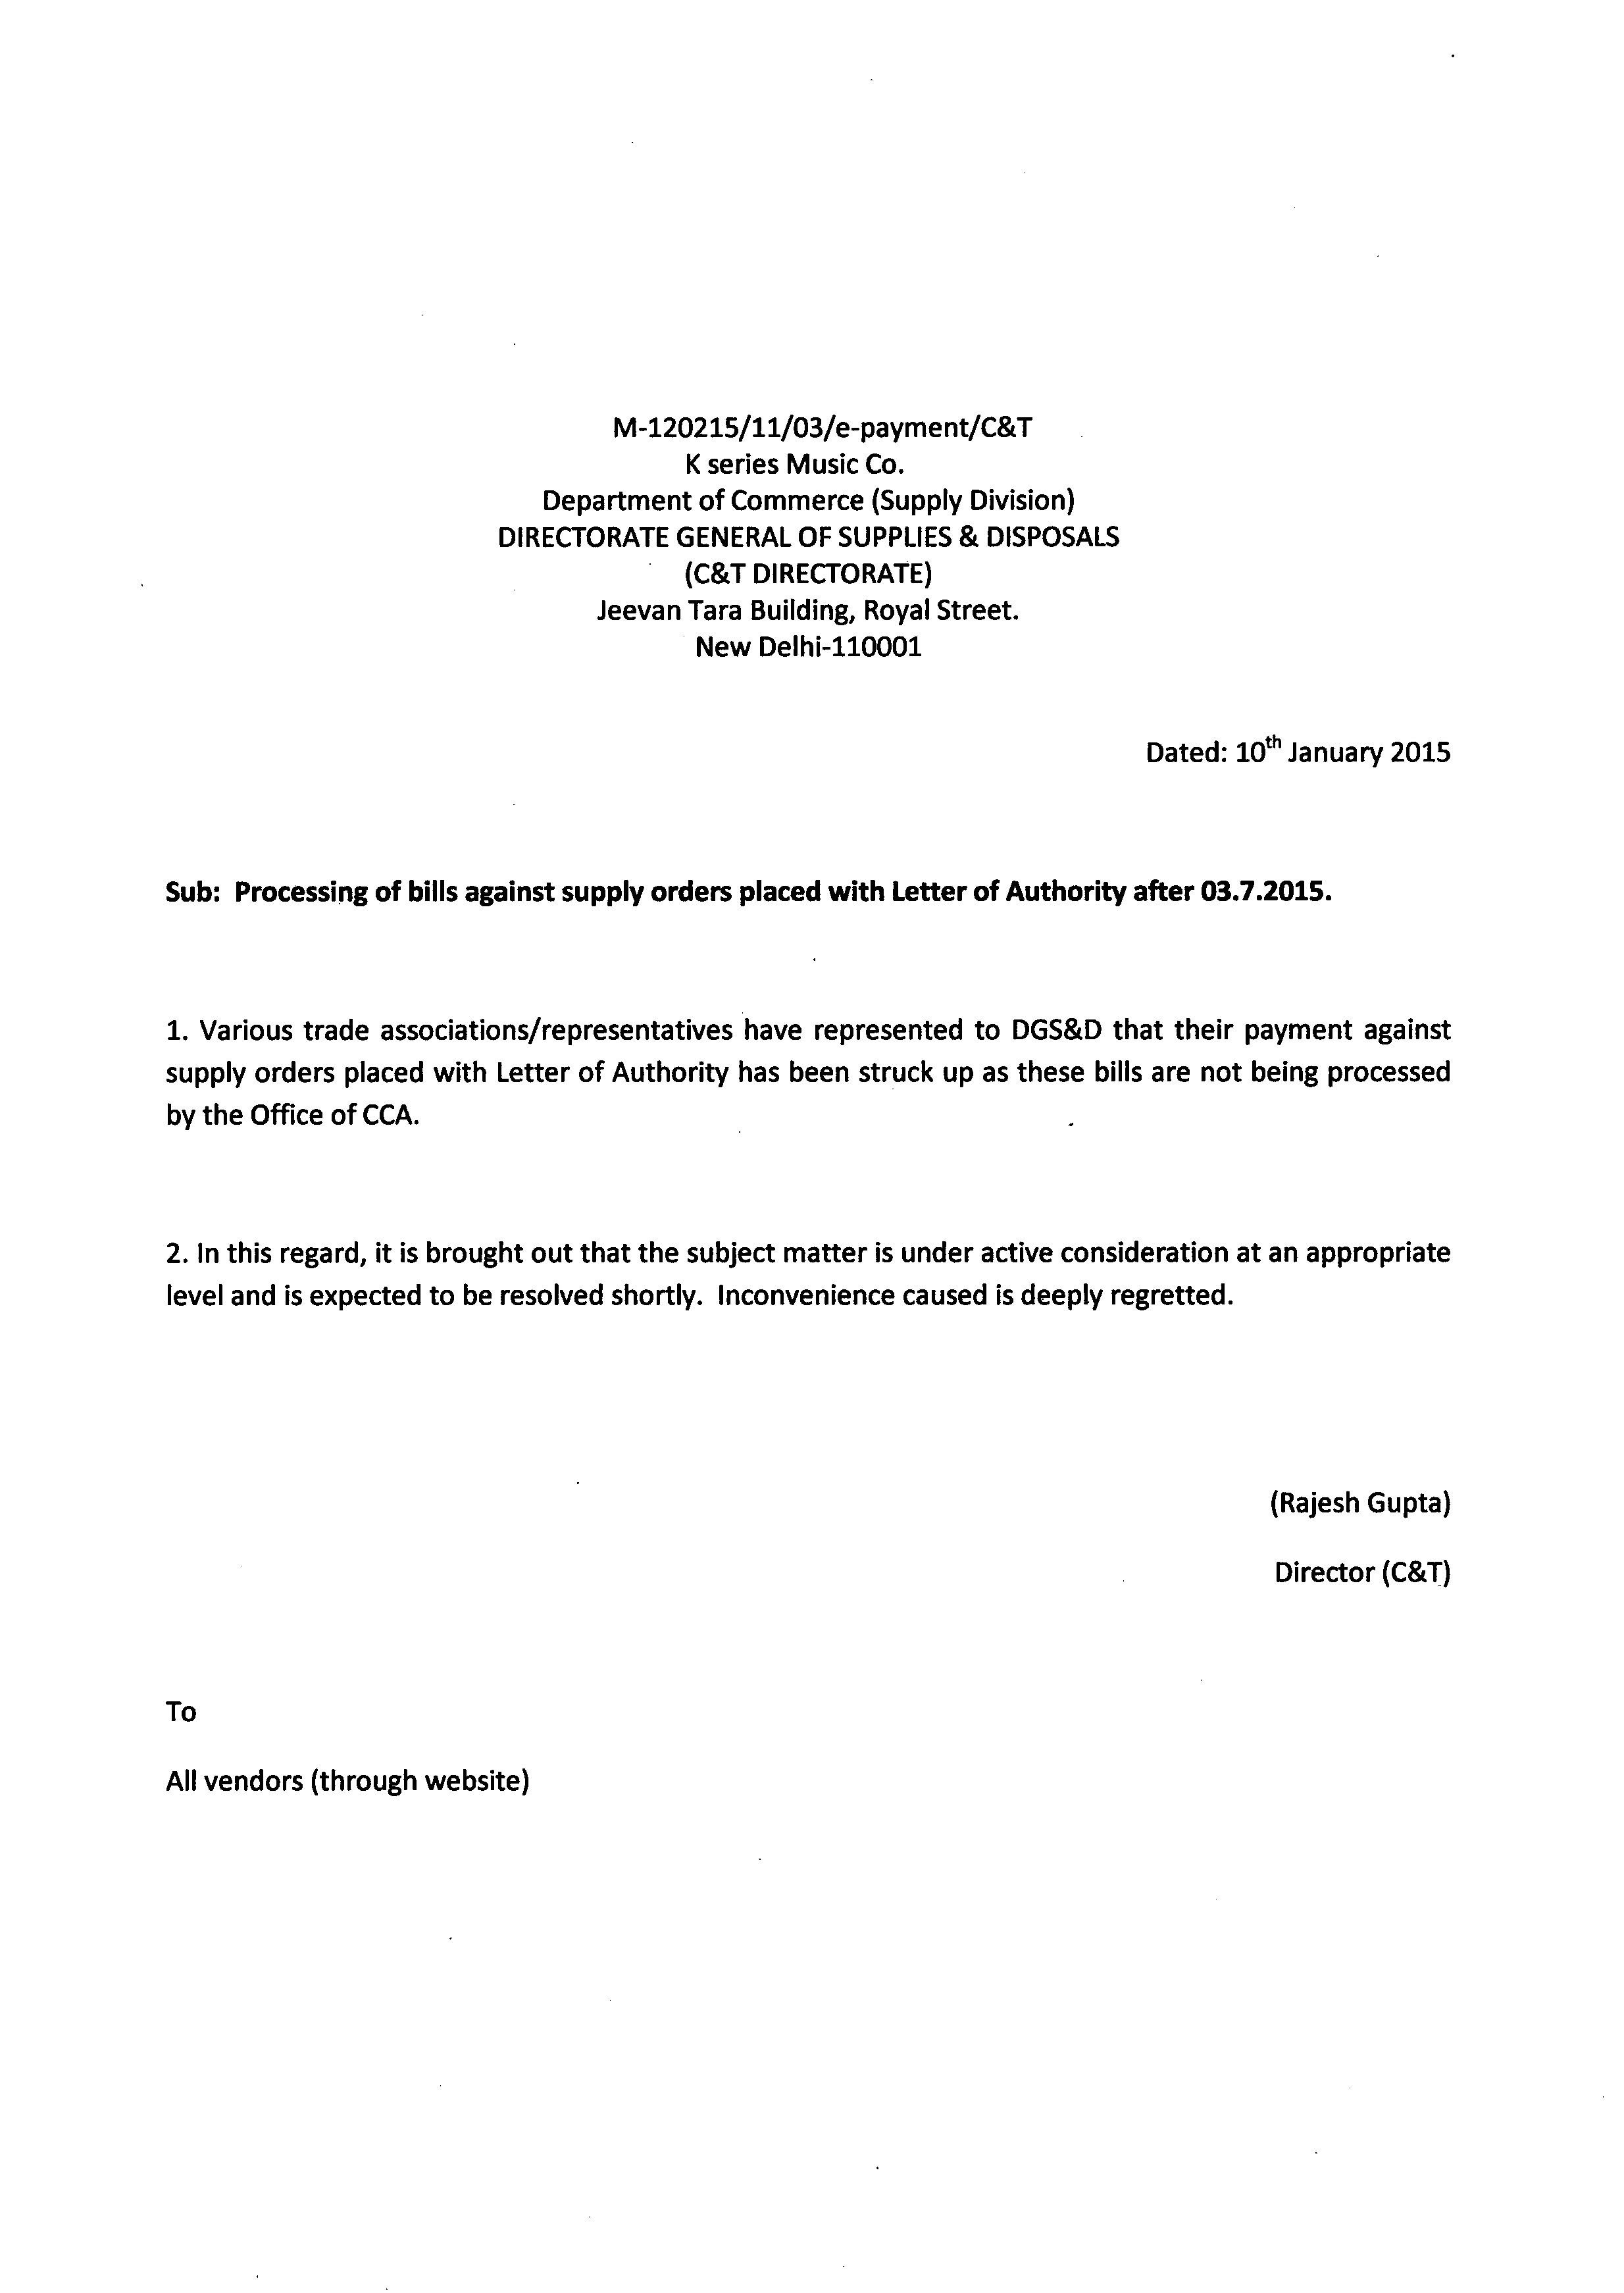 M-120215/11/03/e-payment/C&T
K series Music Co.
Department of Commerce (Supply Division)
DIRECTORATE GENERAL OF SUPPLIES & DISPOSALS
(C&T DIRECTORATE)
Jeevan Tara Building, Royal Street.
New Delhi-110001
Dated: 10th January 2015
Sub: Processing of bills against supply orders placed with Letter of Authority after 03.7.2015.
1. Various trade associations/representatives have represented to DGS&D that their payment against
supply orders placed with Letter of Authority has been struck up as these bills are not being processed
by the Office of CCA.
2. In this regard, it is brought out that the subject matter is under active consideration at an appropriate
level and is expected to be resolved shortly. Inconvenience caused is deeply regretted.
(Rajesh Gupta)
Director (C&T)
To
All vendors (through website)